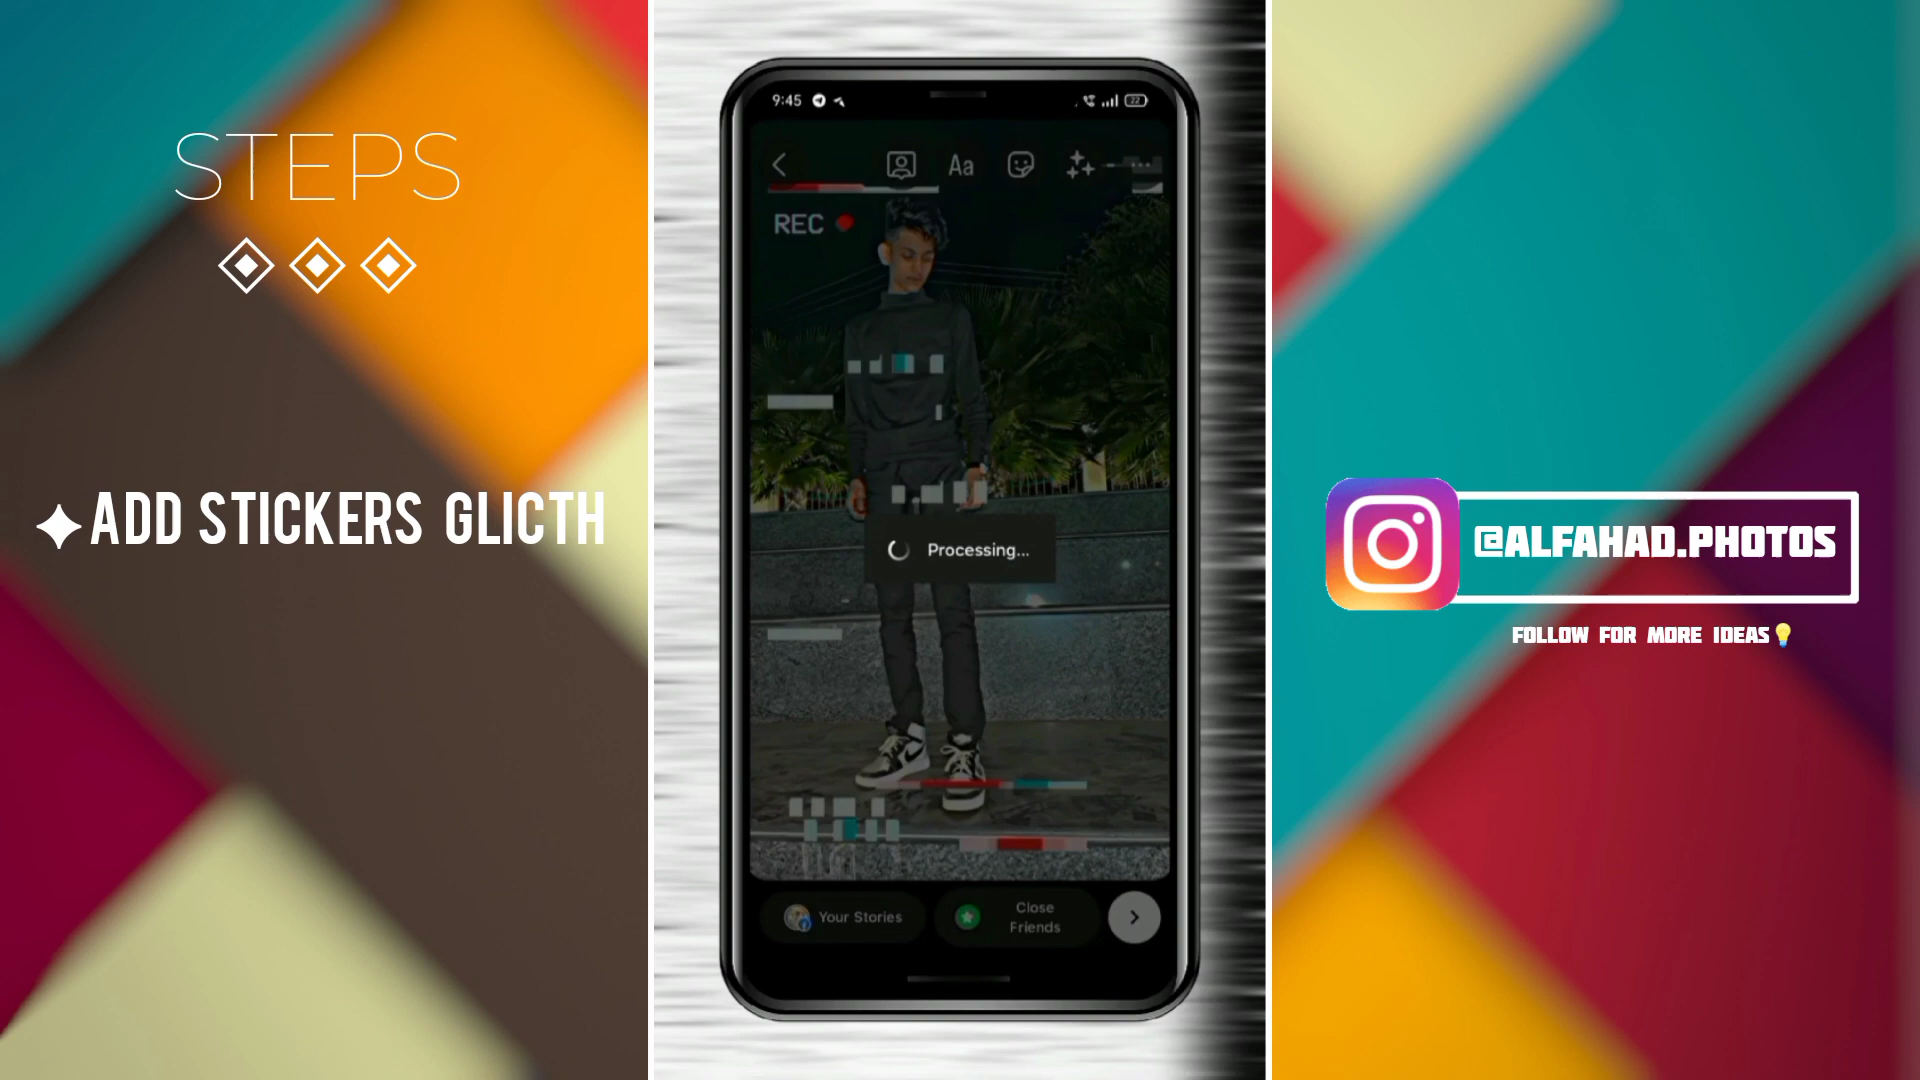 STEPS
ADD STICKERS GLICTH
9:45
22
Aa
REC
Processing...
Your Stories
Close
Friends
@ALFAHAD.PHOTOS
FOLLOW FOR MORE IDEAS💡